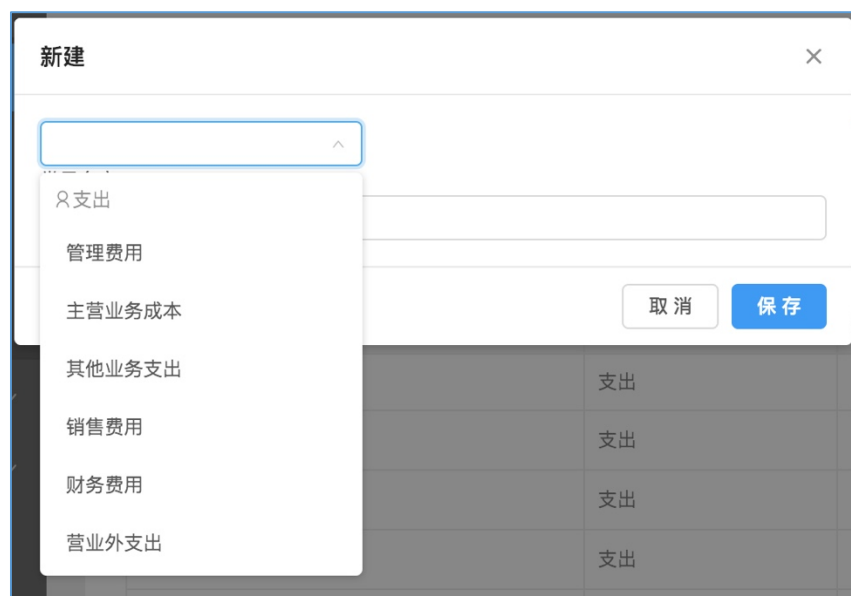 新建
支出
管理费用
主营业务成本
其他业务支出
销售费用
财务费用
营业外支出
取消
保存
支出
支出
支出
支出